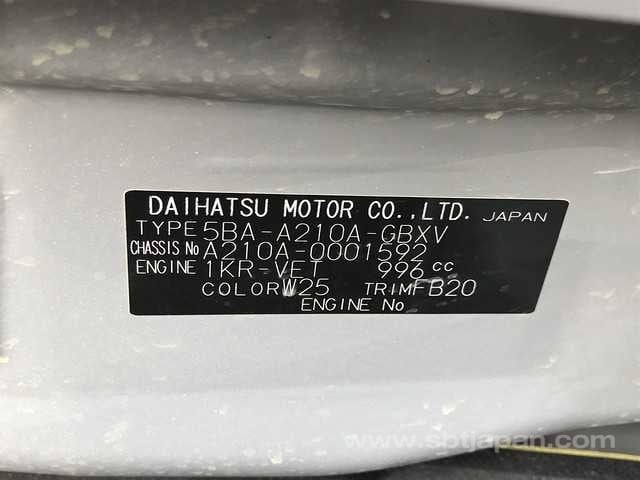 DAIHATSU MOTOR CO.,LTD. JAPAN
TYPE 5BA-A210A-GBXV
CHASSIS No A210A-0001592
ENGINE 1KR-VET 996 cc
COLOR W25 TRIM FB20
ENGINE No
www.sbtjapan.com